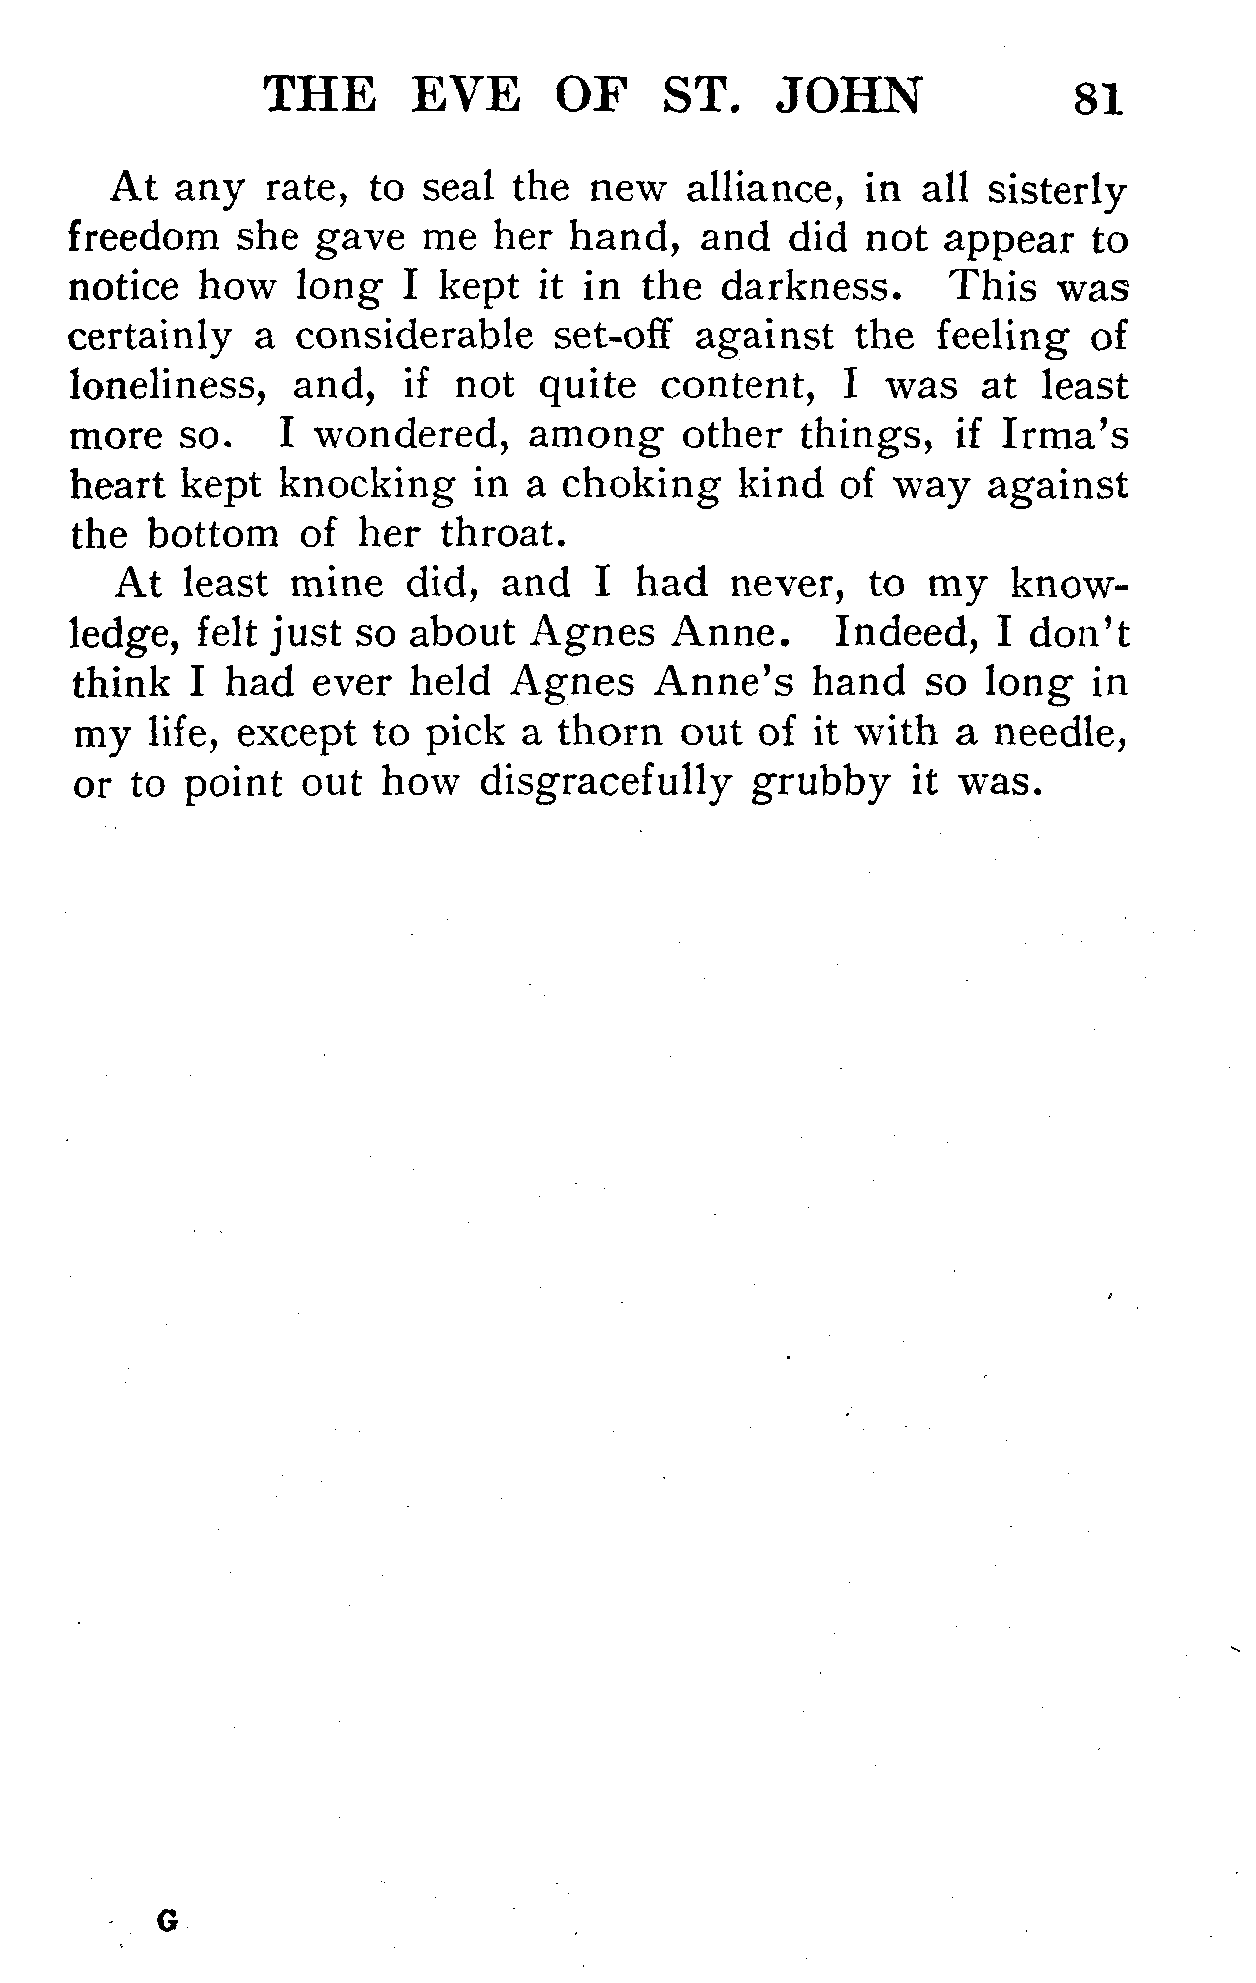 THE EVE OF ST. JOHN 81
At any rate, to seal the new alliance, in all sisterly
freedom she gave me her hand, and did not appear to
notice how long I kept it in the darkness. This was
certainly a considerable set-off against the feeling of
loneliness, and, if not quite content, I was at least
more so. I wondered, among other things, if Irma's
heart kept knocking in a choking kind of way against
the bottom of her throat.
At least mine did, and I had never, to my know-
ledge, felt just so about Agnes Anne. Indeed, I don't
think I had ever held Agnes Anne's hand so long in
my life, except to pick a thorn out of it with a needle,
or to point out how disgracefully grubby it was.
G